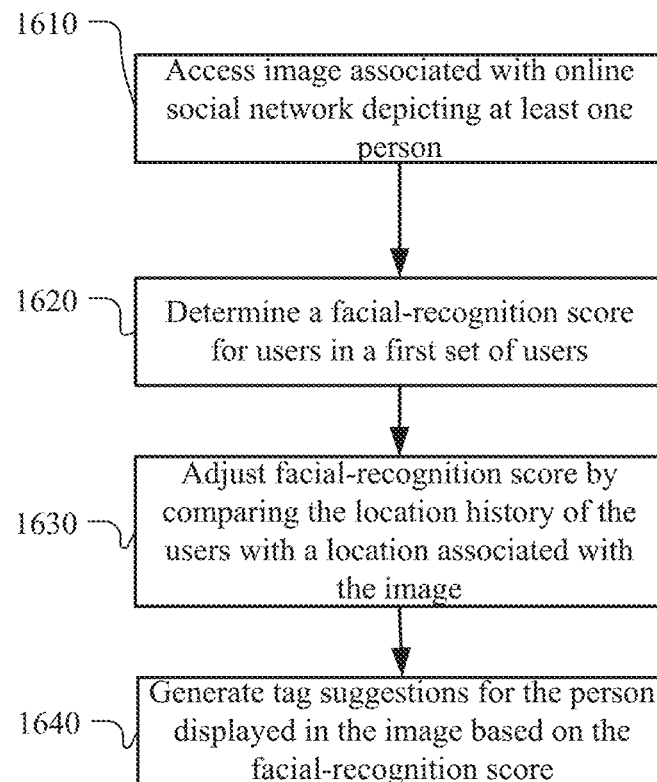 1610
Access image associated with online
social network depicting at least one
person
1620
Determine a facial-recognition score
for users in a first set of users
Adjust facial-recognition score by
comparing the location history of the
1630
users with a location associated with
the image
Generate tag suggestions for the person
1640
displayed in the image based on the
facial-recognition score